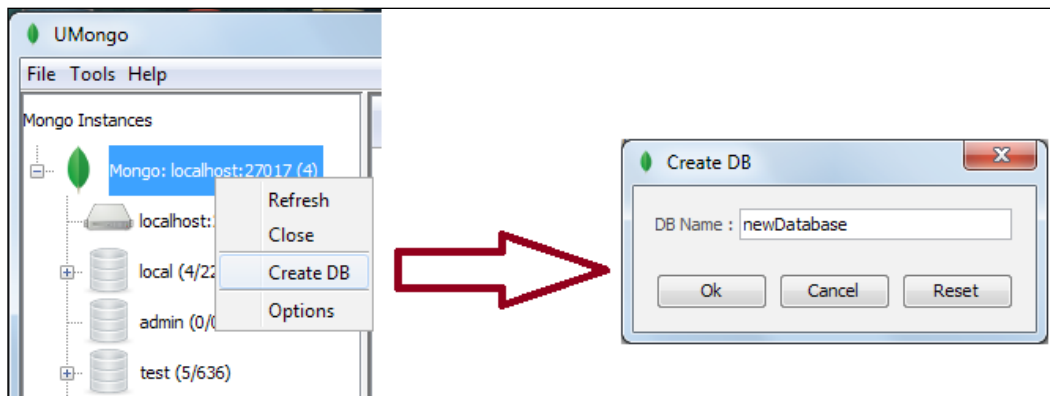 UMongo
File Tools Help
Mongo Instances
Mongo: localhost:27017 (4)
Refresh
localhost:
Close
local (4/22
Create DB
admin (0/
Options
test (5/636)
Create DB
DB Name : newDatabase
Ok Cancel Reset